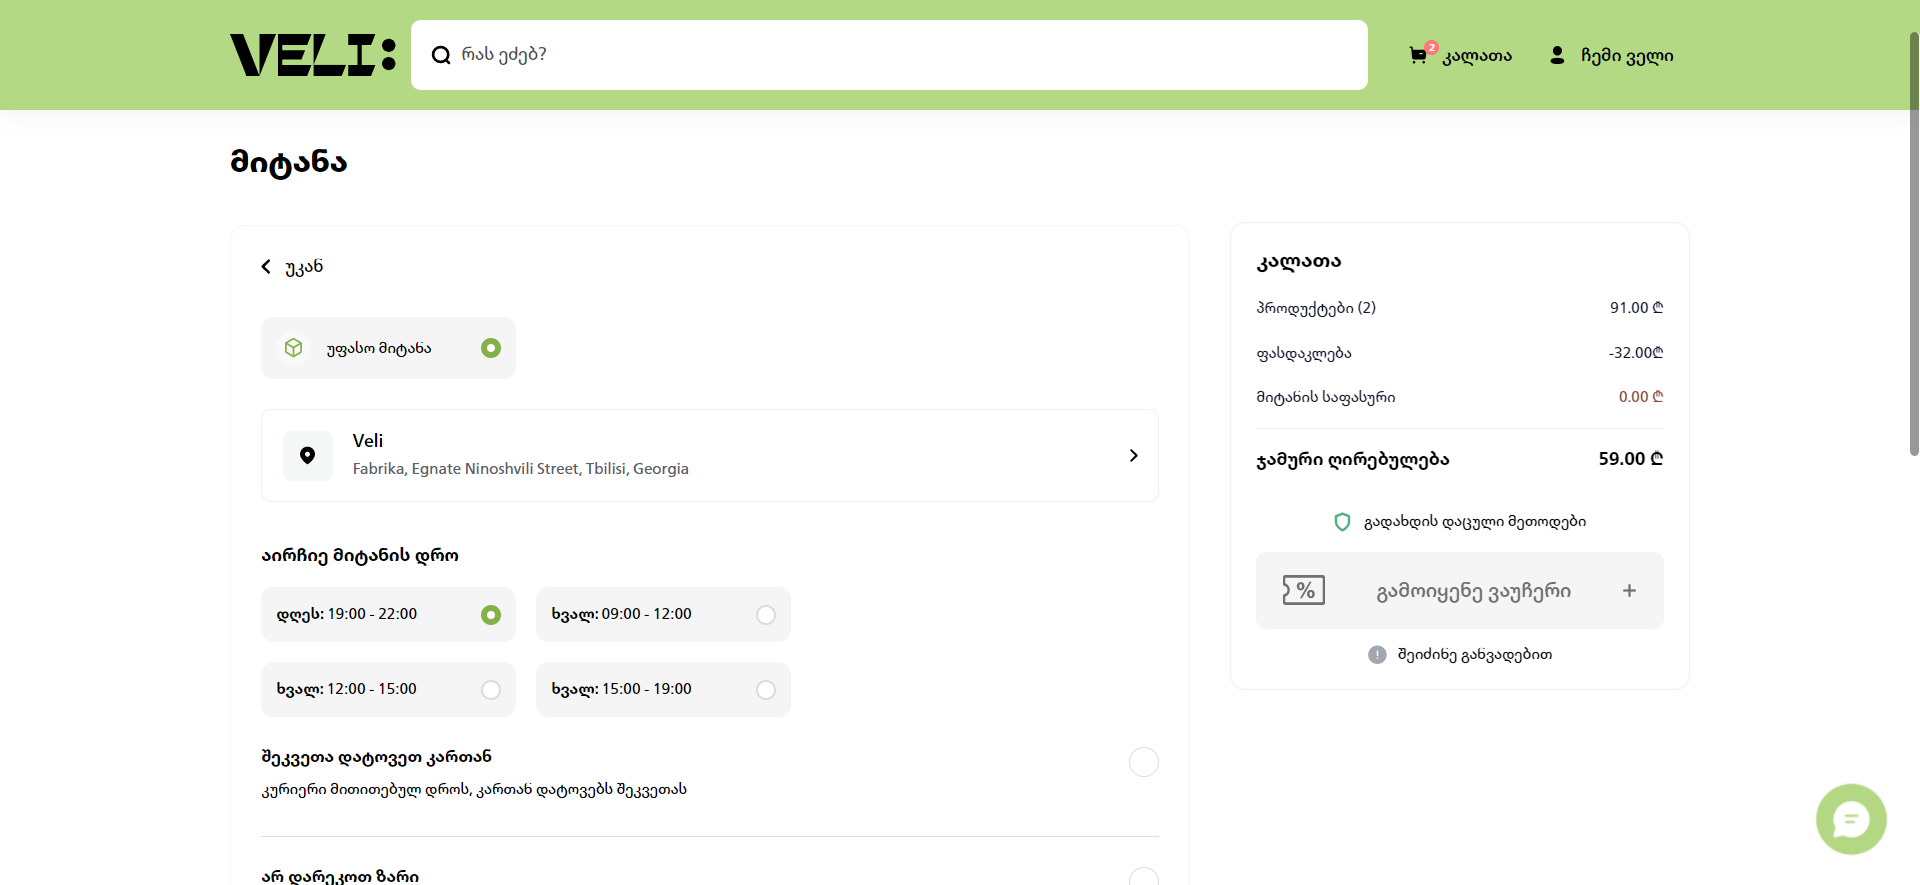 VELI:
რას ეძებ?
2
კალათა
ჩემი ველი
მიტანა
უკან
უფასო მიტანა
Veli
Fabrika, Egnate Ninoshvili Street, Tbilisi, Georgia
აირჩიე მიტანის დრო
დღეს: 19:00 - 22:00
ხვალ: 09:00 - 12:00
ხვალ: 12:00 - 15:00
ხვალ: 15:00 - 19:00
შეკვეთა დატოვეთ კართან
კურიერი მითითებულ დროს, კართან დატოვებს შეკვეთას
არ დარეკოთ ზარი
კალათა
პროდუქტები (2) 91.00 ₾
ფასდაკლება -32.00₾
მიტანის საფასური 0.00 ₾
ჯამური ღირებულება 59.00 ₾
გადახდის დაცული მეთოდები
% გამოიყენე ვაუჩერი +
შეიძინე განვადებით